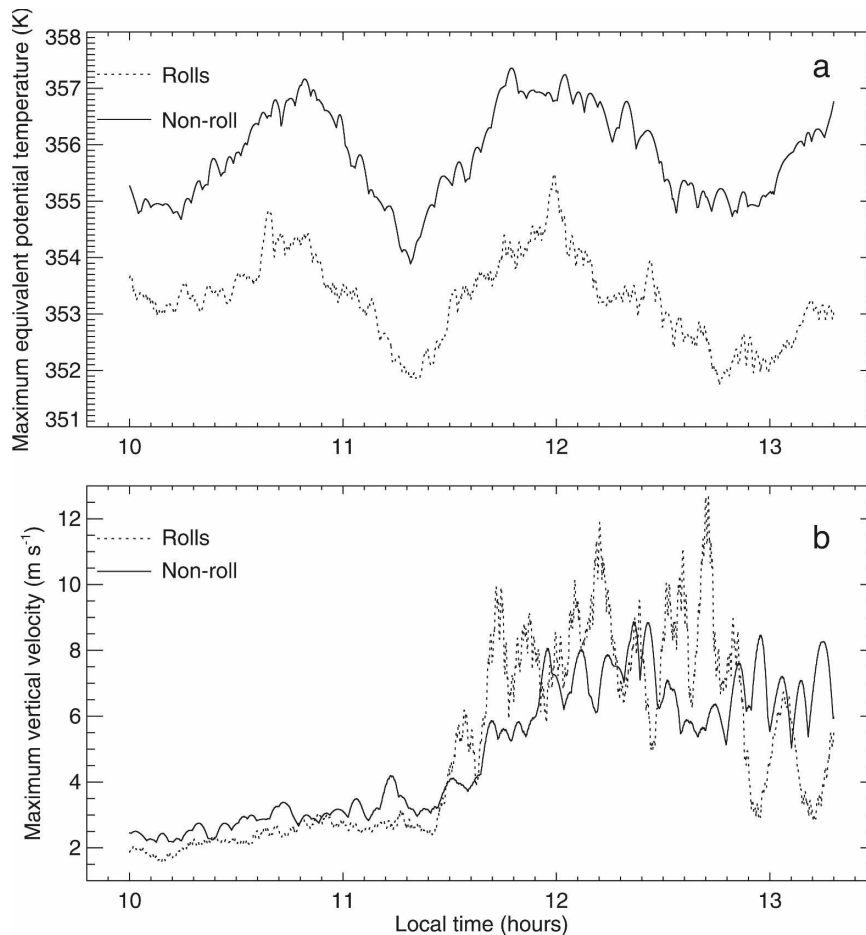 Maximum equivalent potential temperature (K)
358
357
356
355
354
353
352
351
Rolls
Non-roll
a
10
11
12
13
Maximum vertical velocity (m s⁻¹)
12
10
8
6
4
2
Rolls
Non-roll
b
10
11
12
13
Local time (hours)